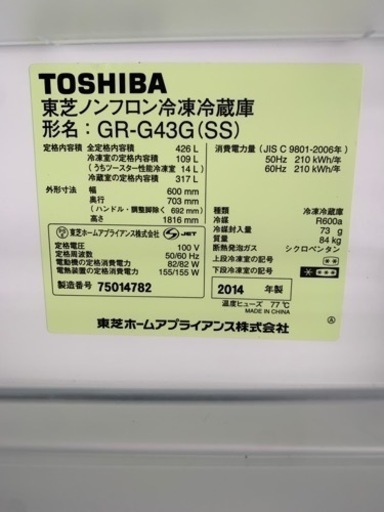 TOSHIBA
東芝ノンフロン冷凍冷蔵庫
形名：GR-G43G(SS)
定格内容積 全定格内容積 426 L
冷凍室の定格内容積 109 L
(うちツースター性能冷凍室 14 L)
冷蔵室の定格内容積 317 L
外形寸法 幅 600 mm
奥行 703 mm
(ハンドル・調整脚除く 692 mm)
高さ 1816 mm
東芝ホームアプライアンス株式会社 S JET
定格電圧 100 V
定格周波数 50/60 Hz
電動機の定格消費電力 82/82 W
電熱装置の定格消費電力 155/155 W
製造番号 75014782
消費電力量(JIS C 9801-2006年)
50Hz 210 kWh/年
60Hz 210 kWh/年
種類 冷凍冷蔵庫
冷媒 R600a
冷媒封入量 73 g
質量 84 kg
断熱発泡ガス シクロペンタン
上段冷凍室の記号
下段冷凍室の記号
2014 年製
温度ヒューズ 77℃
MADE IN CHINA
東芝ホームアプライアンス株式会社 Ⓐ